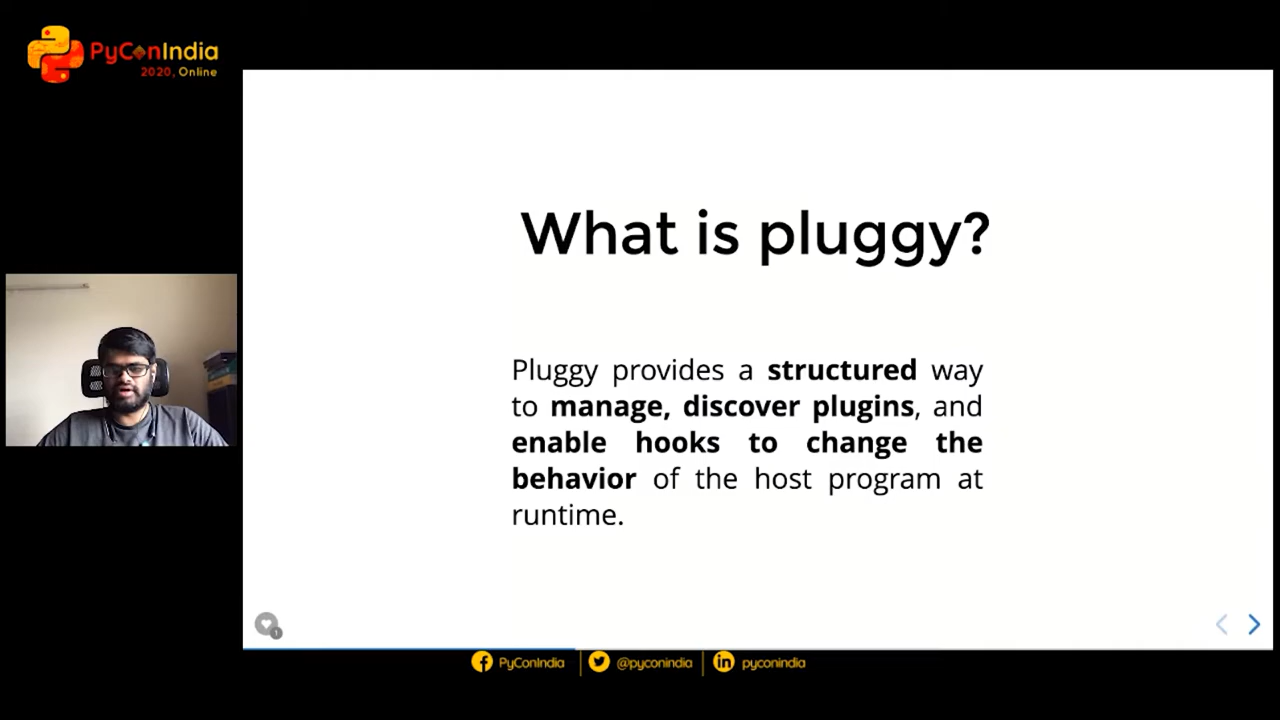 PyConIndia
2020, Online
What is pluggy?
Pluggy provides a structured way
to manage, discover plugins, and
enable hooks to change the
behavior of the host program at
runtime.
1
PyConIndia
@pyconindia
pyconindia